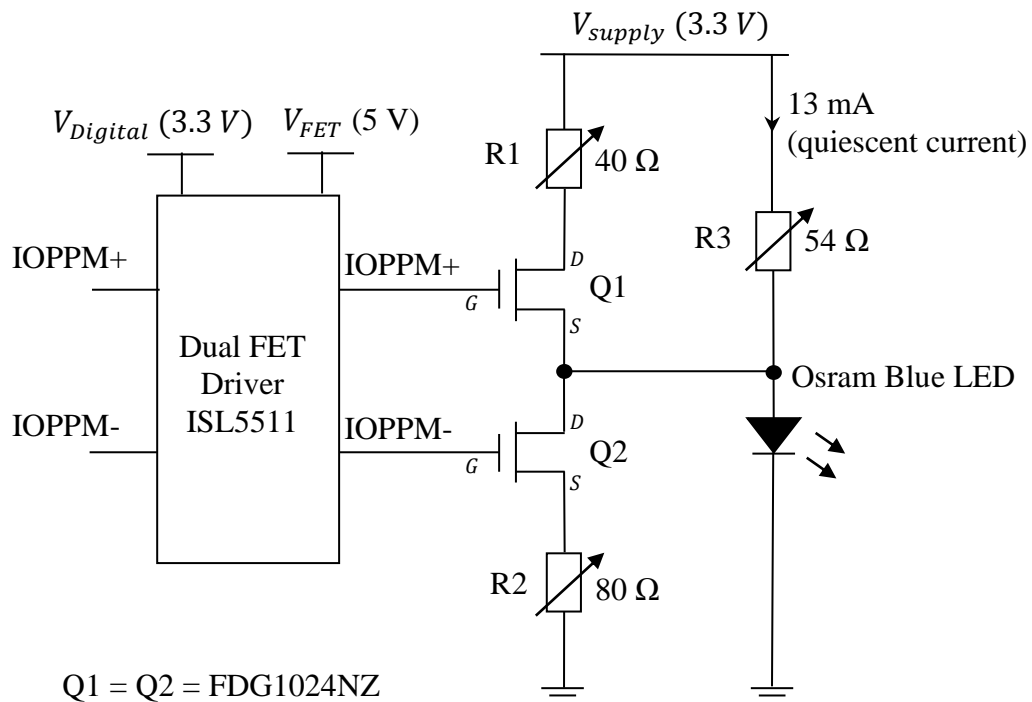 V_supply (3.3 V)
V_Digital (3.3 V)
V_FET (5 V)
13 mA
(quiescent current)
R1
40 Ω
R3
54 Ω
IOPPM+
IOPPM+
D
G
Q1
S
Dual FET
Driver
ISL5511
Osram Blue LED
IOPPM-
IOPPM-
D
G
Q2
S
R2
80 Ω
Q1 = Q2 = FDG1024NZ